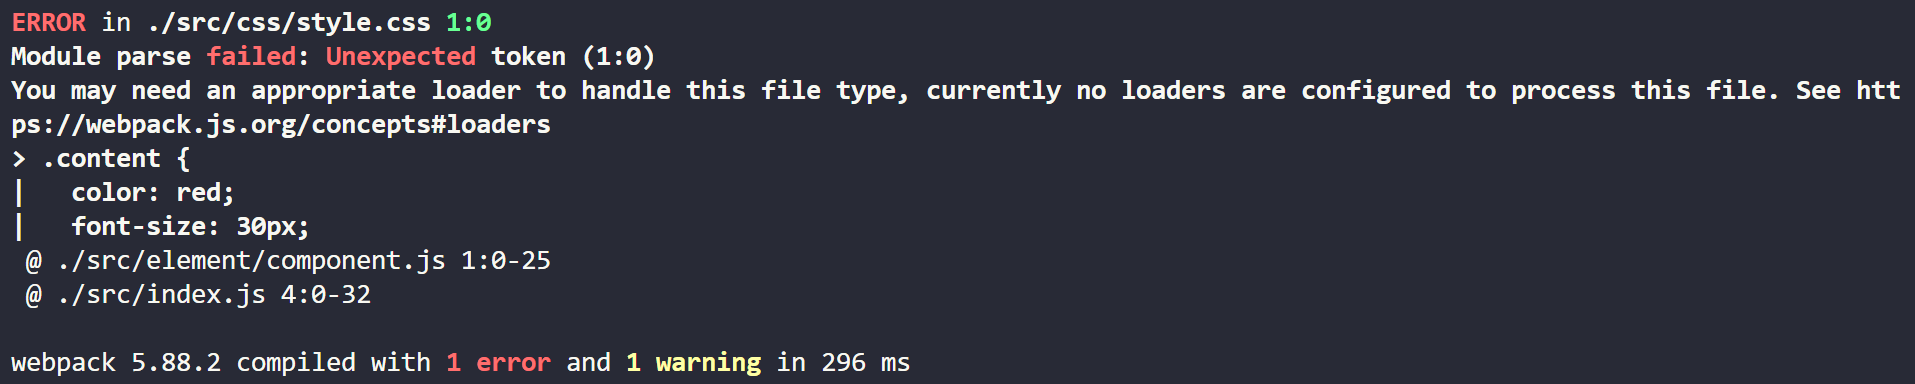 ERROR in ./src/css/style.css 1:0
Module parse failed: Unexpected token (1:0)
You may need an appropriate loader to handle this file type, currently no loaders are configured to process this file. See htt
ps://webpack.js.org/concepts#loaders
> .content {
|   color: red;
|   font-size: 30px;
 @ ./src/element/component.js 1:0-25
 @ ./src/index.js 4:0-32
webpack 5.88.2 compiled with 1 error and 1 warning in 296 ms